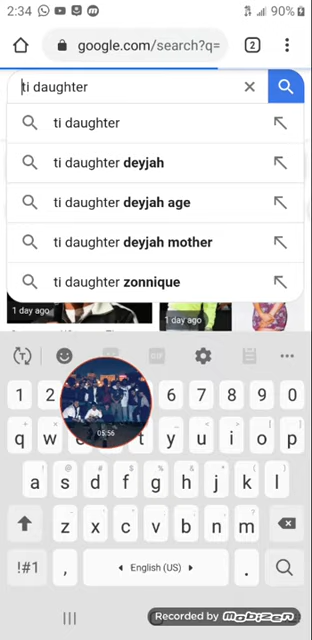 2:34
90%
google.com/search?q=
2
ti daughter
ti daughter
ti daughter deyjah
ti daughter deyjah age
ti daughter deyjah mother
ti daughter zonnique
1 day ago
1 day ago
T
GIF
1 2 6 7 8 9 0
05:56
q w t y u i o p
a s d f g h j k l
z x c v b n m
!#1 , English (US) .
Recorded by mobizen